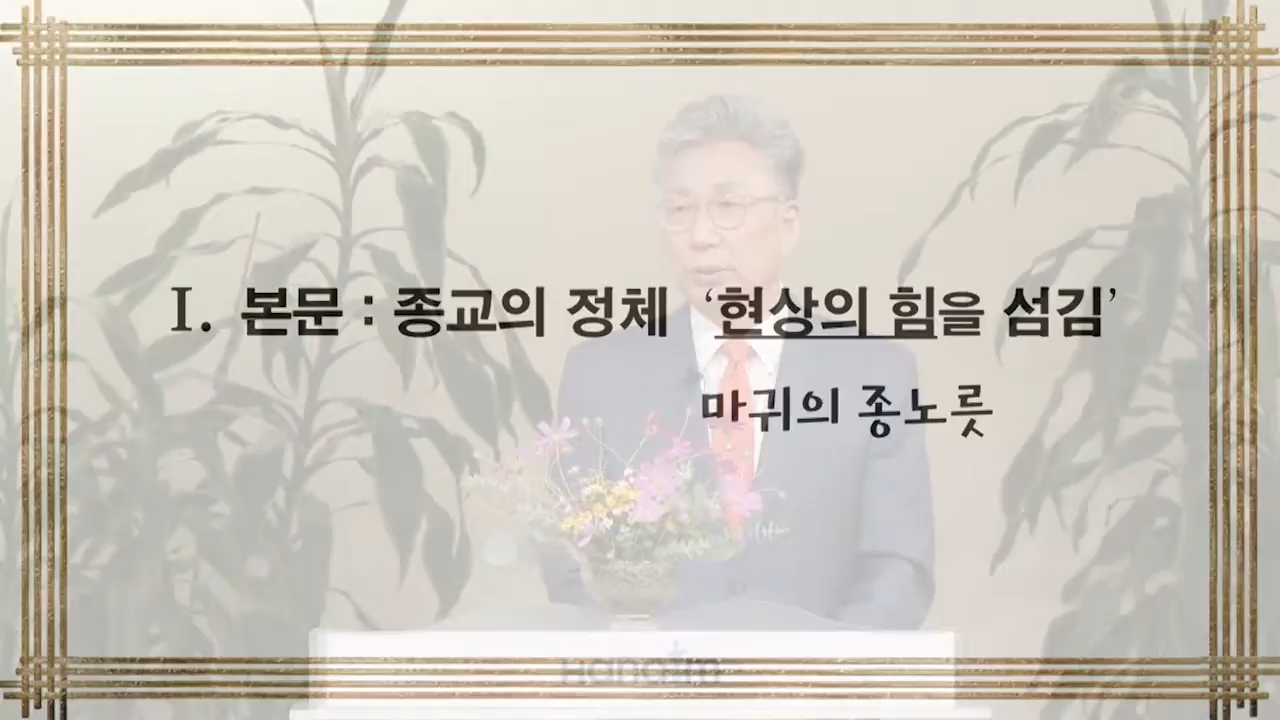 I. 본문 : 종교의 정체 ‘현상의 힘을 섬김’
마귀의 종노릇
Hanaim